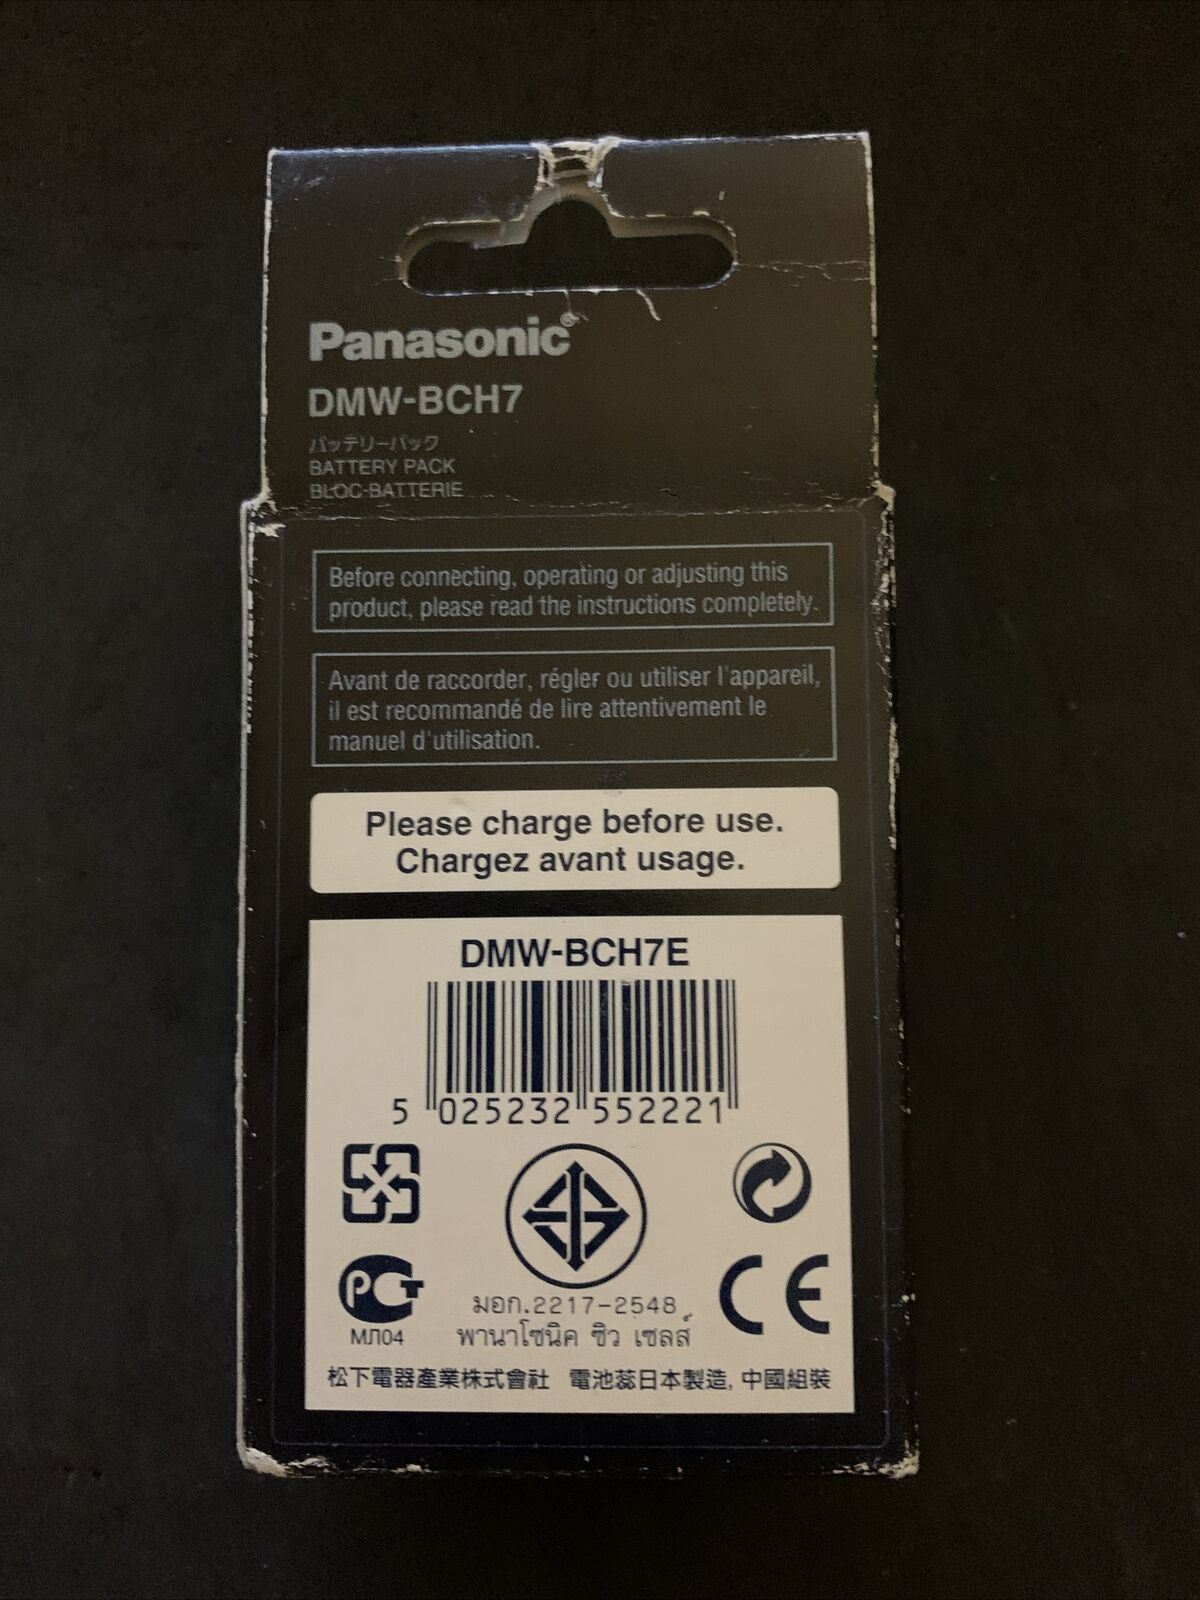 Panasonic®
DMW-BCH7
バッテリーパック
BATTERY PACK
BLOC-BATTERIE
Before connecting, operating or adjusting this
product, please read the instructions completely.
Avant de raccorder, régler ou utiliser l'appareil,
il est recommandé de lire attentivement le
manuel d'utilisation.
Please charge before use.
Chargez avant usage.
DMW-BCH7E
5 025232 552221
РСТ
CE
МЛ04
มอก.2217-2548
พานาโซนิค ซิว เซลส์
松下電器產業株式會社 電池蕊日本製造, 中國組裝